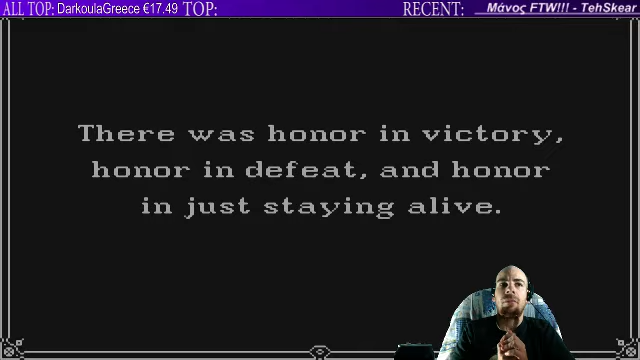 ALL TOP: DarkoulaGreece €17.49 TOP: RECENT: Μάνος FTW!!! - TehSkear
There was honor in victory,
honor in defeat, and honor
in just staying alive.